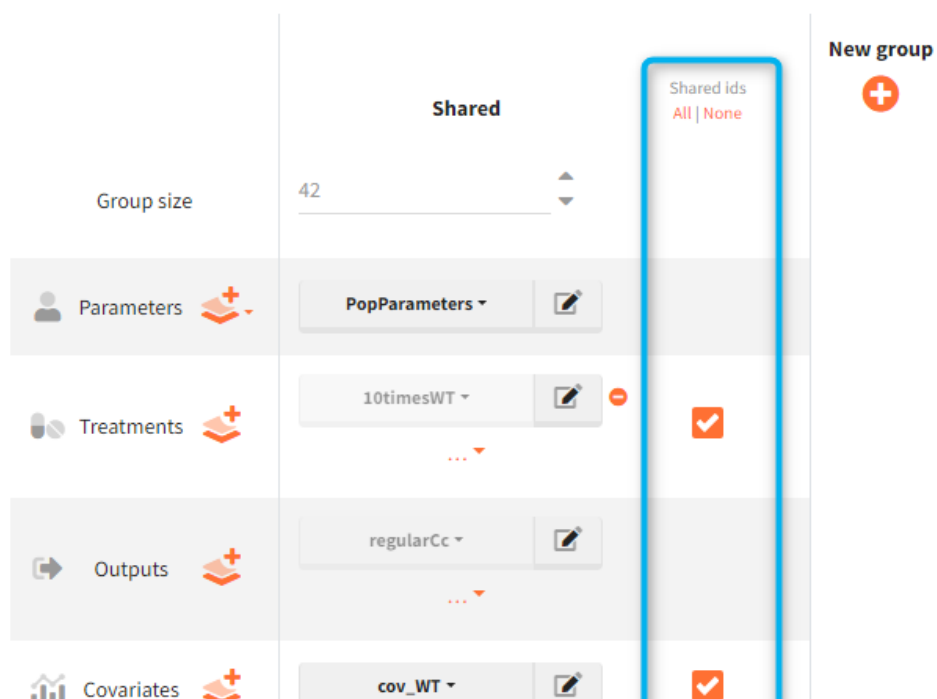 New group
Shared
Shared ids
All | None
Group size
42
Parameters
PopParameters
Treatments
10timesWT
...
Outputs
regularCc
...
Covariates
cov_WT